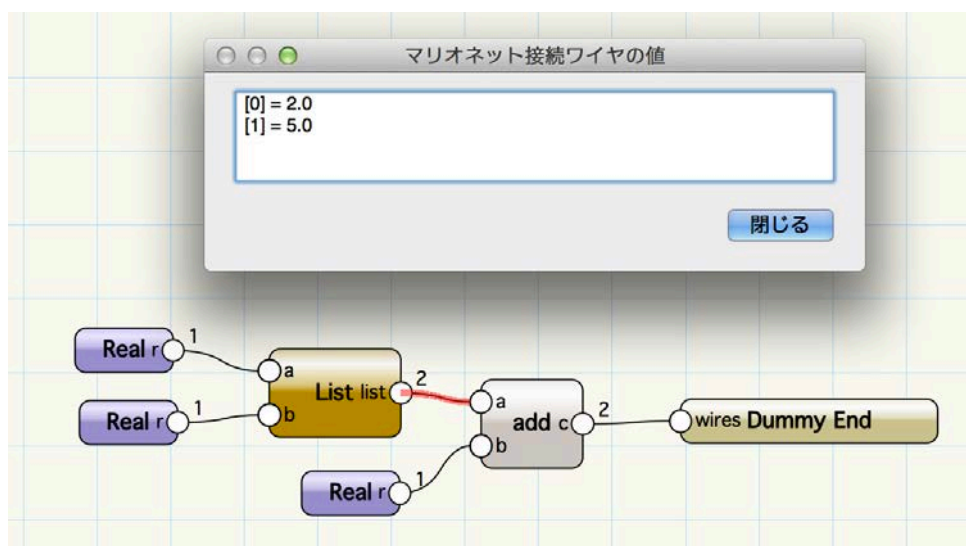 マリオネット接続ワイヤの値
[0] = 2.0
[1] = 5.0
閉じる
Real r
1
a
List list
2
Real r
1
b
a
add c
2
wires Dummy End
b
Real r
1